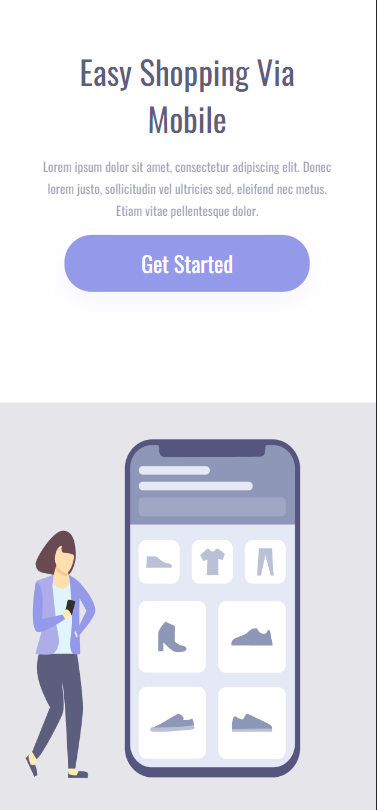 Easy Shopping Via
Mobile
Lorem ipsum dolor sit amet, consectetur adipiscing elit. Donec
lorem justo, sollicitudin vel ultricies sed, eleifend nec metus.
Etiam vitae pellentesque dolor.
Get Started